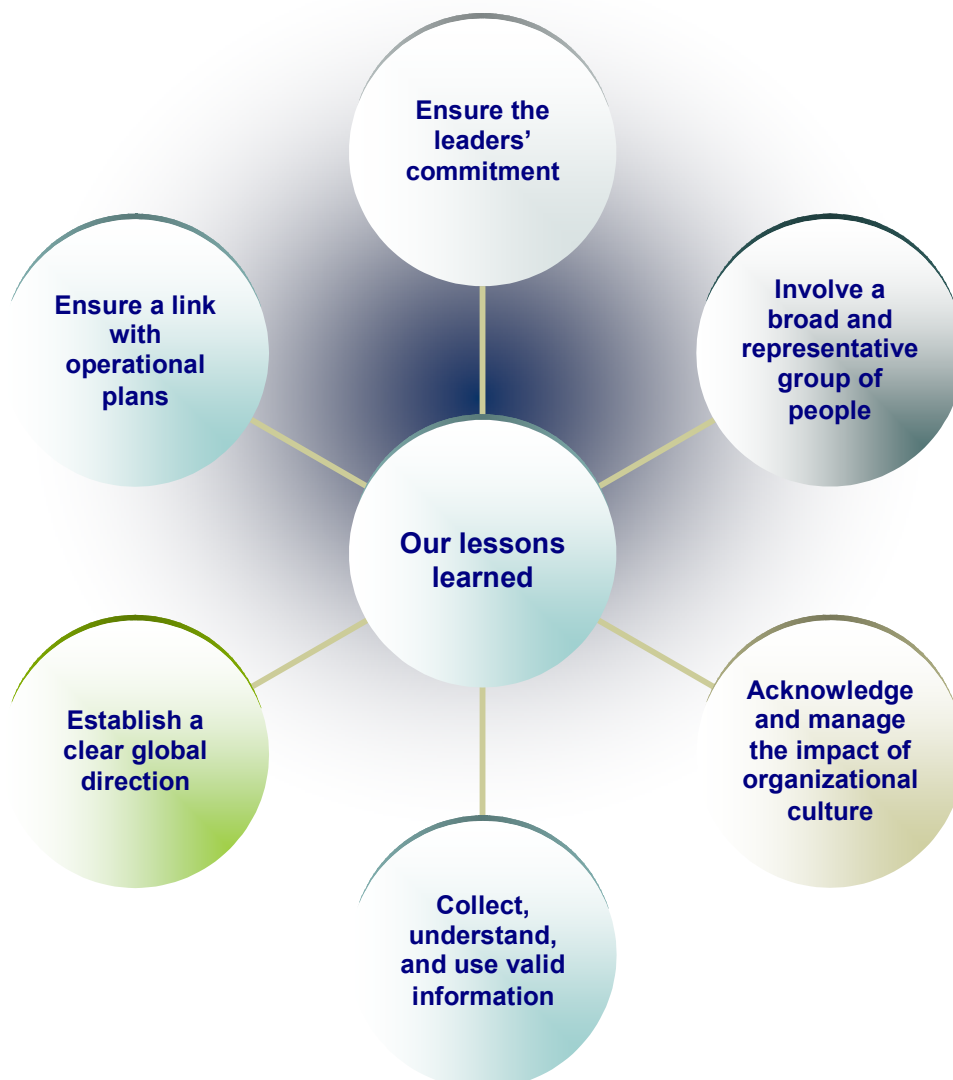 Ensure the
leaders’
commitment
Ensure a link
with
operational
plans
Involve a
broad and
representative
group of
people
Our lessons
learned
Establish a
clear global
direction
Acknowledge
and manage
the impact of
organizational
culture
Collect,
understand,
and use valid
information